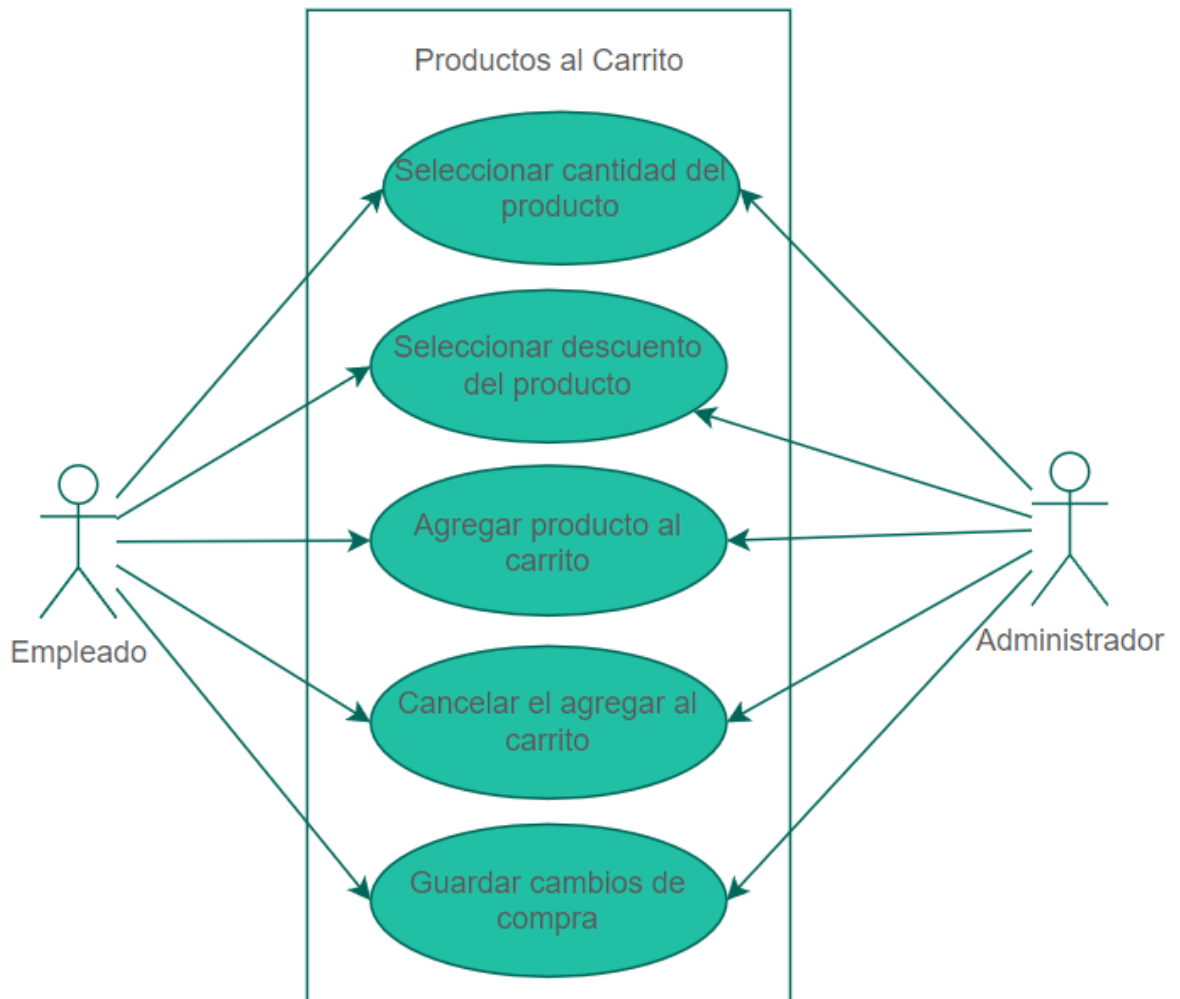 Productos al Carrito
Seleccionar cantidad del
producto
Seleccionar descuento
del producto
Agregar producto al
carrito
Empleado
Administrador
Cancelar el agregar al
carrito
Guardar cambios de
compra